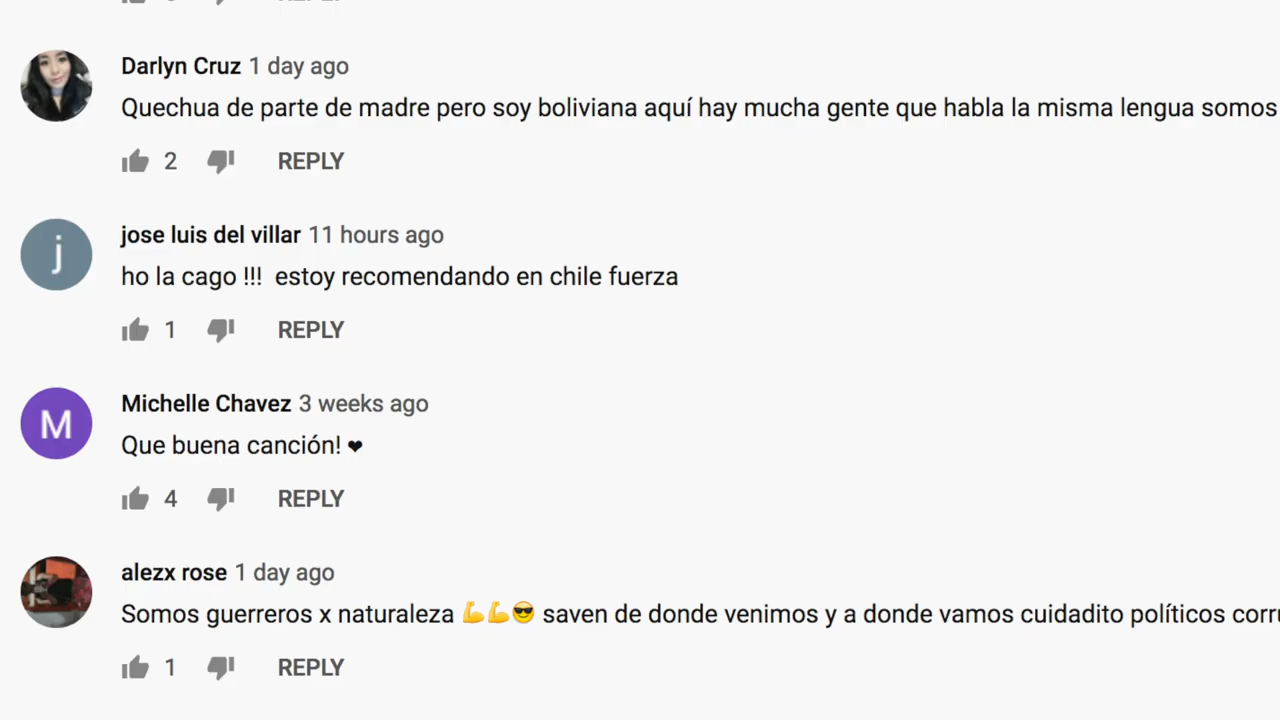 Darlyn Cruz 1 day ago
Quechua de parte de madre pero soy boliviana aquí hay mucha gente que habla la misma lengua somos
2 REPLY
jose luis del villar 11 hours ago
ho la cago !!! estoy recomendando en chile fuerza
1 REPLY
Michelle Chavez 3 weeks ago
Que buena canción! ❤
4 REPLY
alezx rose 1 day ago
Somos guerreros x naturaleza 💪💪😎 saven de donde venimos y a donde vamos cuidadito políticos
1 REPLY